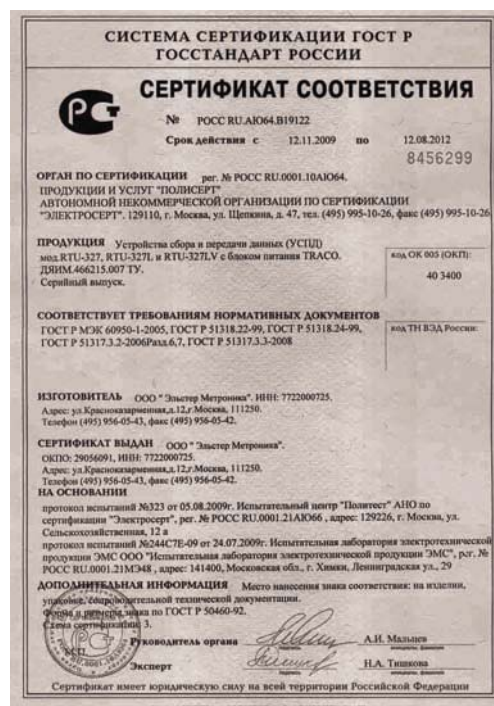 СИСТЕМА СЕРТИФИКАЦИИ ГОСТ Р
ГОССТАНДАРТ РОССИИ
СЕРТИФИКАТ СООТВЕТСТВИЯ
№ РОСС RU.АЮ64.В19122
Срок действия с 12.11.2009 по 12.08.2012
8456299
ОРГАН ПО СЕРТИФИКАЦИИ рег. № РОСС RU.0001.10АЮ64.
ПРОДУКЦИИ И УСЛУГ "ПОЛИСЕРТ"
АВТОНОМНОЙ НЕКОММЕРЧЕСКОЙ ОРГАНИЗАЦИИ ПО СЕРТИФИКАЦИИ
"ЭЛЕКТРОСЕРТ". 129110, г. Москва, ул. Щепкина, д. 47, тел. (495) 995-10-26, факс (495) 995-10-26
ПРОДУКЦИЯ Устройства сбора и передачи данных (УСПД)
мод.RTU-327, RTU-327L и RTU-327LV с блоком питания TRACO.
ДЯИМ.466215.007 ТУ.
Серийный выпуск.
код ОК 005 (ОКП):
40 3400
СООТВЕТСТВУЕТ ТРЕБОВАНИЯМ НОРМАТИВНЫХ ДОКУМЕНТОВ
ГОСТ Р МЭК 60950-1-2005, ГОСТ Р 51318.22-99, ГОСТ Р 51318.24-99,
ГОСТ Р 51317.3.2-2006Разд.6,7, ГОСТ Р 51317.3.3-2008
код ТН ВЭД России:
ИЗГОТОВИТЕЛЬ ООО " Эльстер Метроника". ИНН: 7722000725.
Адрес: ул.Красноказарменная,д.12,г.Москва, 111250.
Телефон (495) 956-05-43, факс (495) 956-05-42.
СЕРТИФИКАТ ВЫДАН ООО " Эльстер Метроника".
ОКПО: 29056091, ИНН: 7722000725.
Адрес: ул.Красноказарменная,д.12,г.Москва, 111250.
Телефон (495) 956-05-43, факс (495) 956-05-42.
НА ОСНОВАНИИ
протокол испытаний №323 от 05.08.2009г. Испытательный центр "Политест" АНО по
сертификации "Электросерт", рег. № РОСС RU.0001.21АЮ66 , адрес: 129226, г. Москва, ул.
Сельскохозяйственная, 12 а
протокол испытаний №244С7Е-09 от 24.07.2009г. Испытательная лаборатория электротехнической
продукции ЭМС ООО "Испытательная лаборатория электротехнической продукции ЭМС", рег. №
РОСС RU.0001.21МЭ48 , адрес: 141400, Московская обл., г. Химки, Ленинградская ул., 29
ДОПОЛНИТЕЛЬНАЯ ИНФОРМАЦИЯ Место нанесения знака соответствия: на изделии,
упаковке, сопроводительной технической документации.
Форма и размеры знака по ГОСТ Р 50460-92.
Схема сертификации 3.
Руководитель органа А.И. Мальцев
Эксперт Н.А. Тишкова
Сертификат имеет юридическую силу на всей территории Российской Федерации